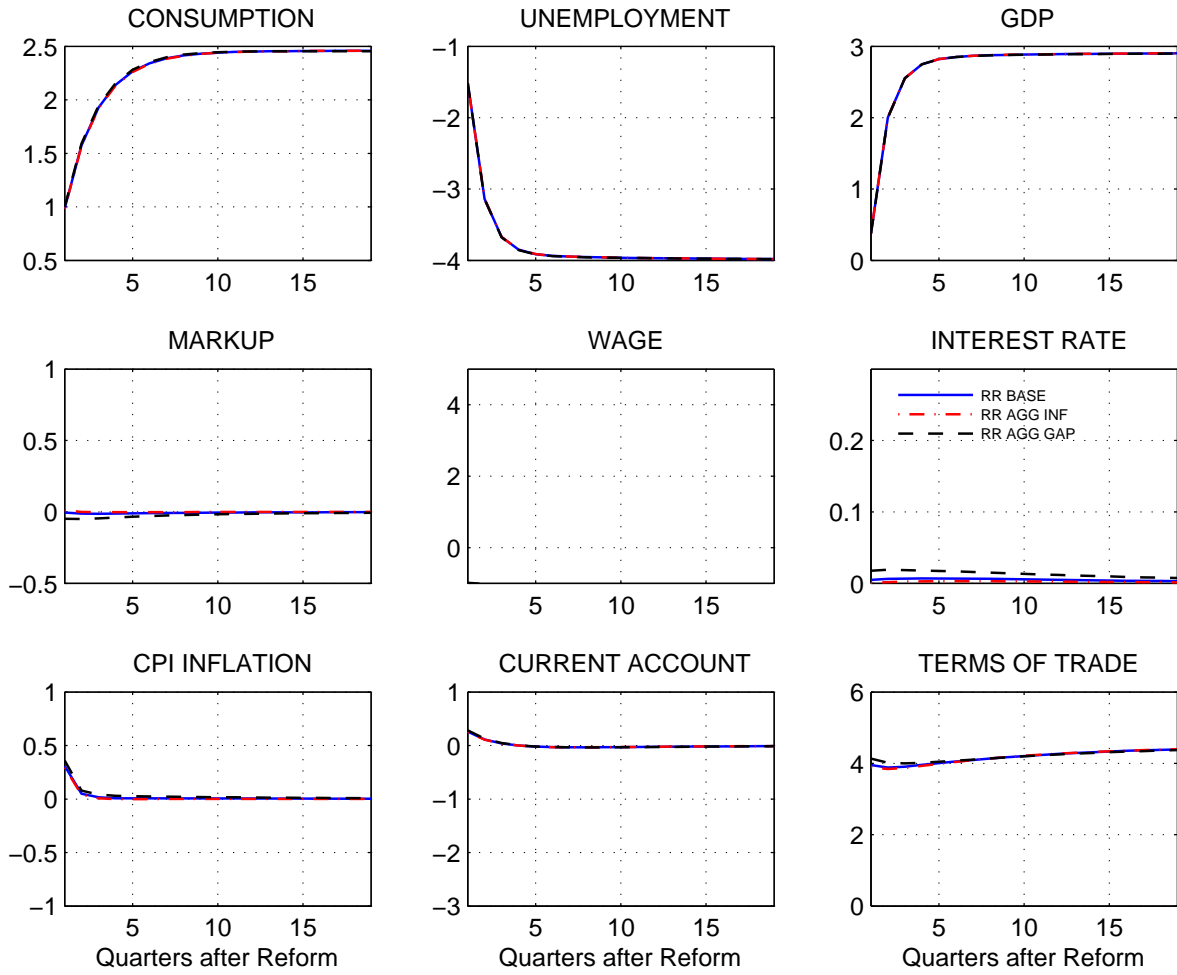 CONSUMPTION
2.5
2
1.5
1
0.5
5 10 15
UNEMPLOYMENT
−1
−2
−3
−4
5 10 15
GDP
3
2
1
0
5 10 15
MARKUP
1
0.5
0
−0.5
5 10 15
WAGE
4
2
0
5 10 15
INTEREST RATE
RR BASE
RR AGG INF
RR AGG GAP
0.2
0.1
0
5 10 15
CPI INFLATION
1
0.5
0
−0.5
−1
5 10 15
Quarters after Reform
CURRENT ACCOUNT
1
0
−1
−2
−3
5 10 15
Quarters after Reform
TERMS OF TRADE
6
4
2
0
5 10 15
Quarters after Reform